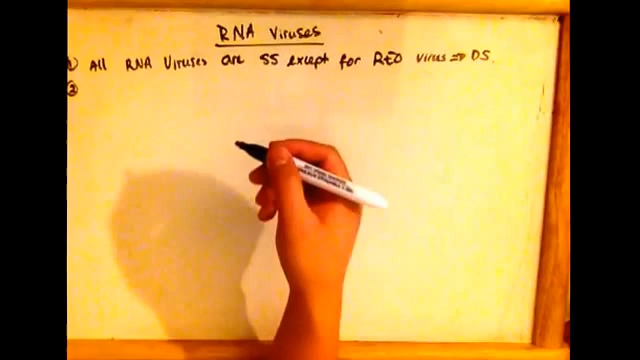 RNA Viruses
① All RNA Viruses are SS except for REO virus => DS.
②